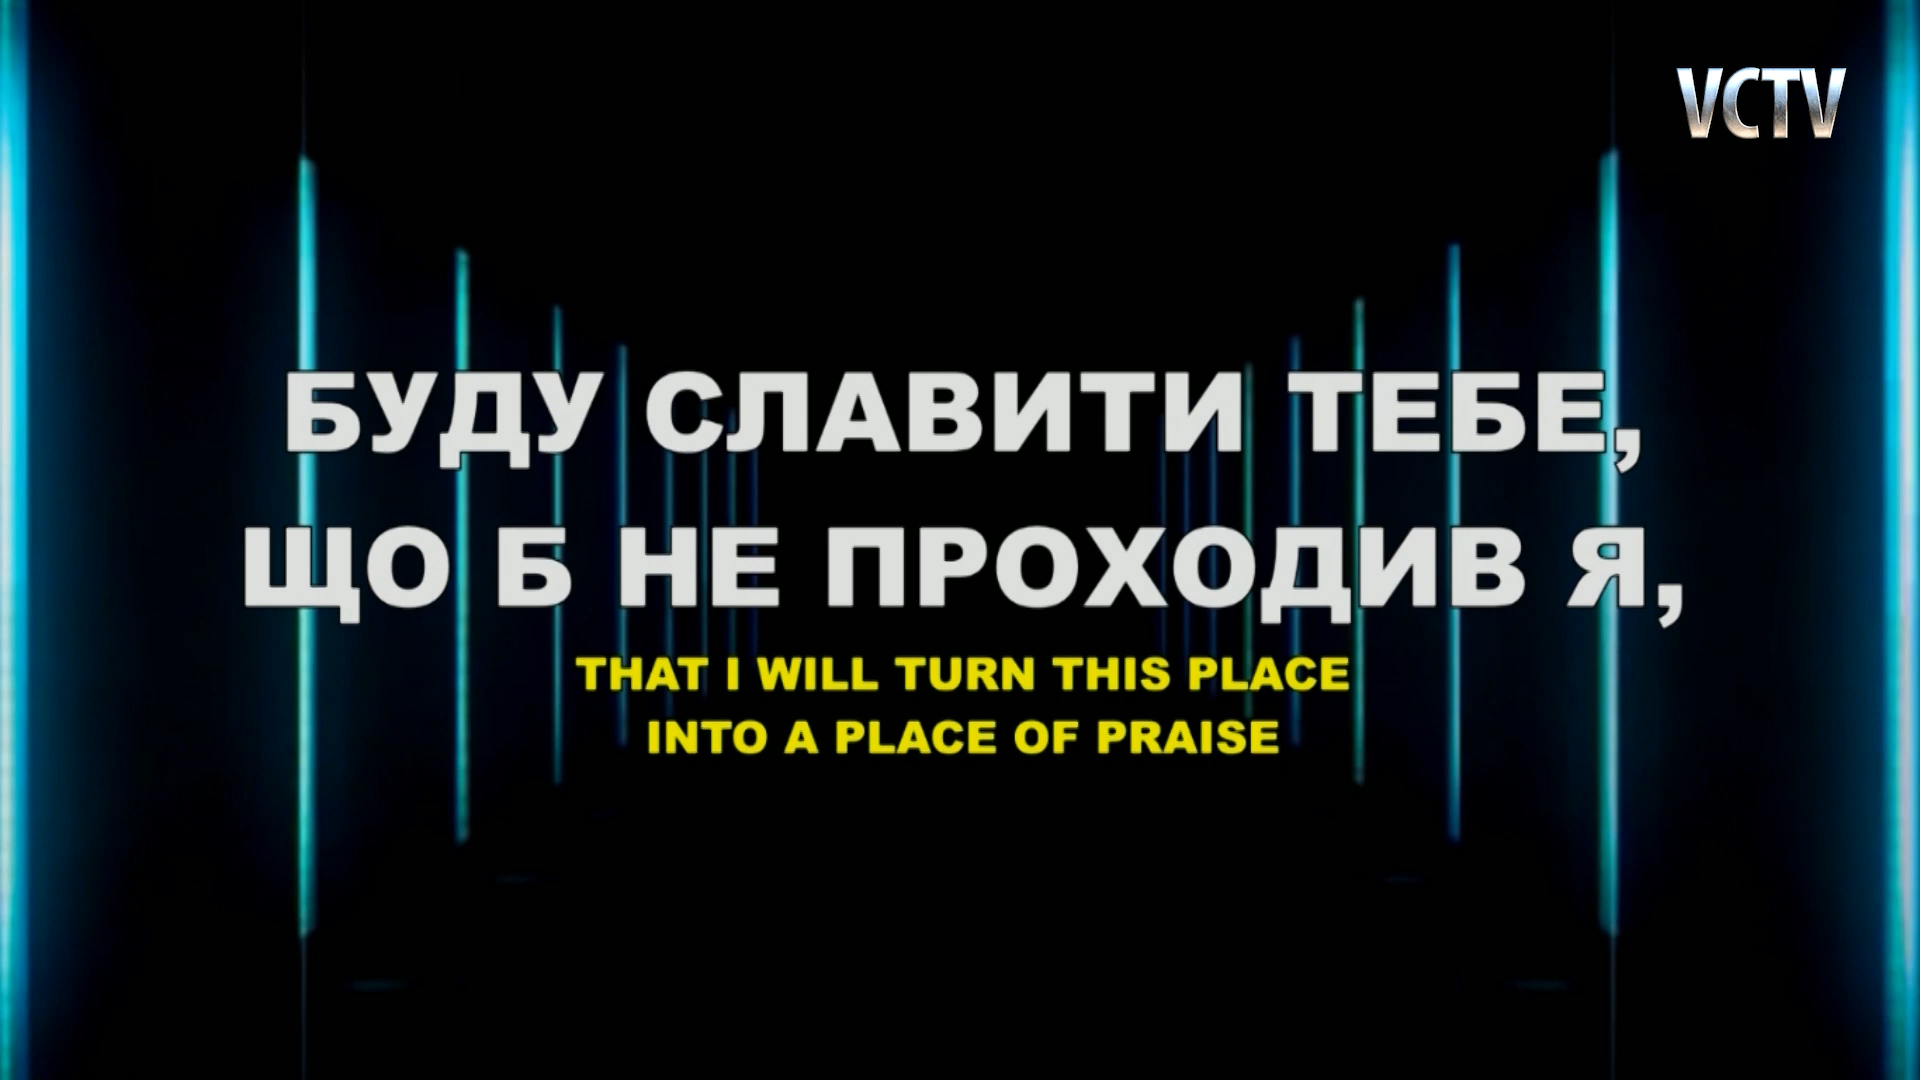 VCTV
БУДУ СЛАВИТИ ТЕБЕ,
ЩО Б НЕ ПРОХОДИВ Я,
THAT I WILL TURN THIS PLACE
INTO A PLACE OF PRAISE